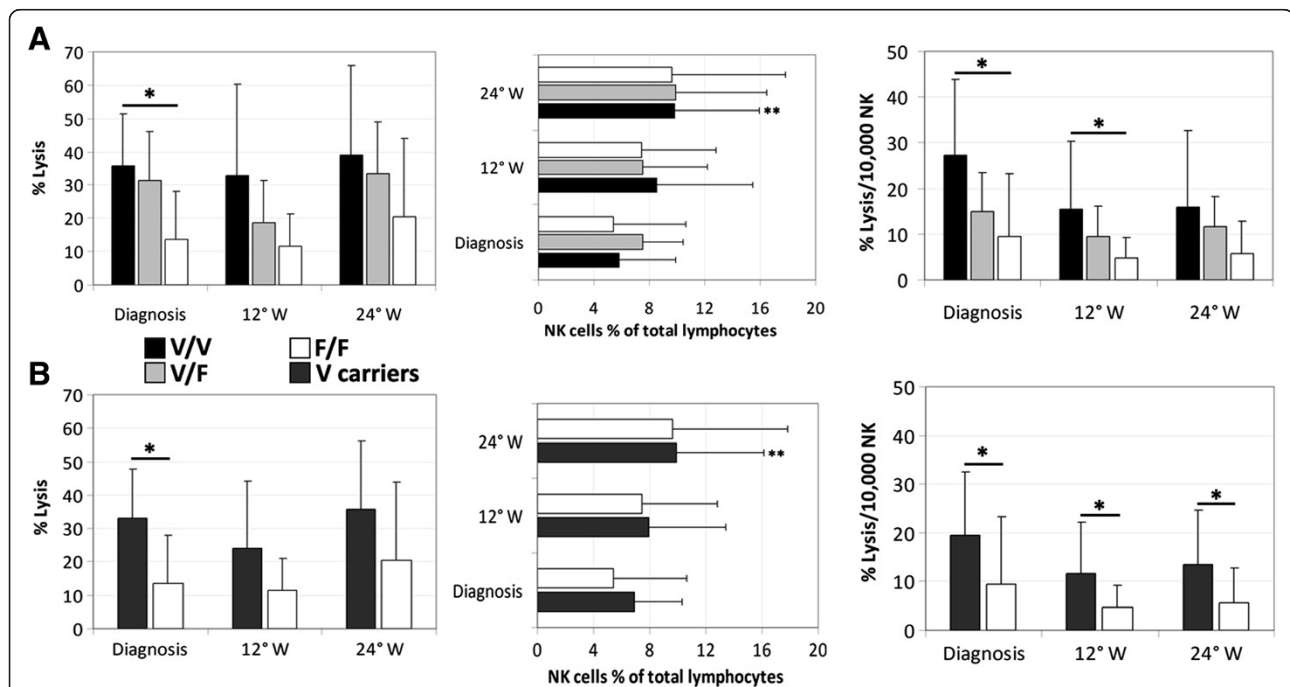 A
% Lysis
70
60
50
40
30
20
10
0
*
Diagnosis 12° W 24° W
24° W
12° W
Diagnosis
**
0 4 8 12 16 20
NK cells % of total lymphocytes
% Lysis/10,000 NK
50
40
30
20
10
0
* *
Diagnosis 12° W 24° W
V/V F/F
V/F V carriers
B
% Lysis
70
60
50
40
30
20
10
0
*
Diagnosis 12° W 24° W
24° W
12° W
Diagnosis
**
0 4 8 12 16 20
NK cells % of total lymphocytes
% Lysis/10,000 NK
50
40
30
20
10
0
* * *
Diagnosis 12° W 24° W